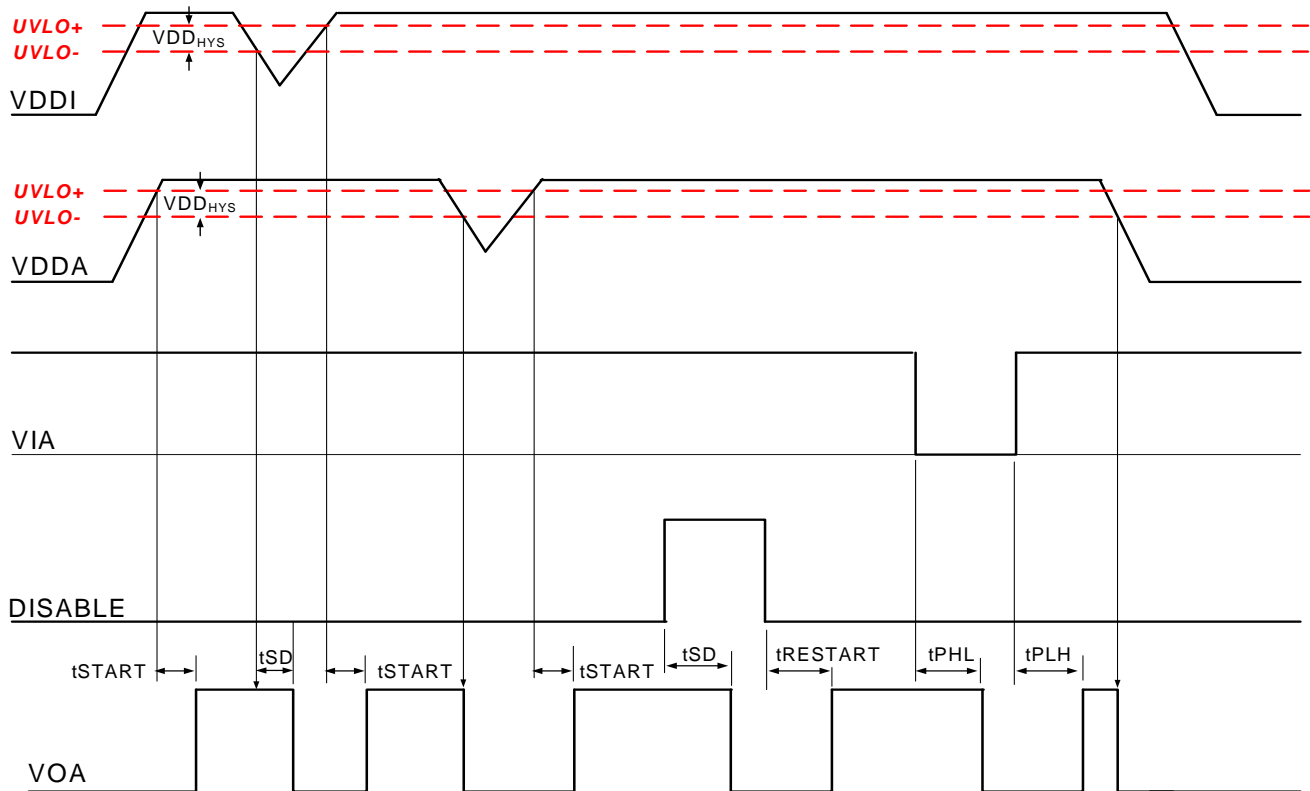 UVLO+
VDDHYS
UVLO-
VDDI
UVLO+
VDDHYS
UVLO-
VDDA
VIA
DISABLE
tSTART
tSD
tSTART
tSTART
tSD
tRESTART
tPHL
tPLH
VOA